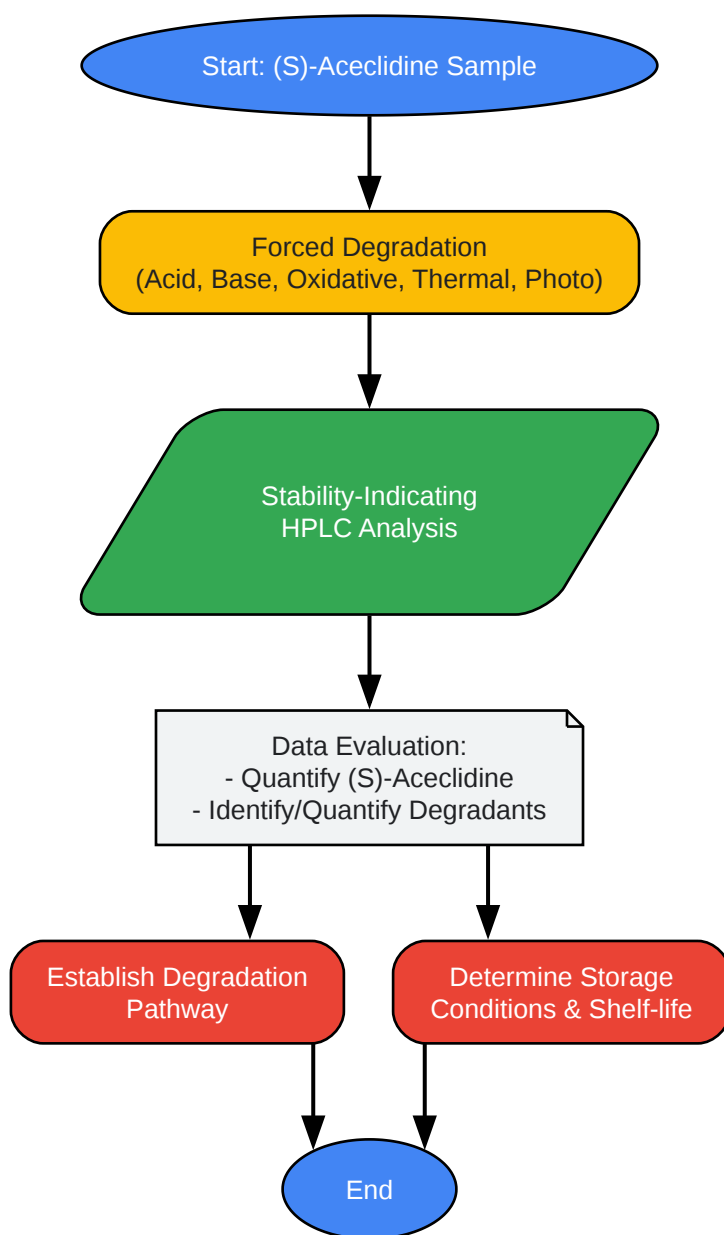 Start: (S)-Aceclidine Sample
Forced Degradation
(Acid, Base, Oxidative, Thermal, Photo)
Stability-Indicating
HPLC Analysis
Data Evaluation:
- Quantify (S)-Aceclidine
- Identify/Quantify Degradants
Establish Degradation
Pathway
Determine Storage
Conditions & Shelf-life
End